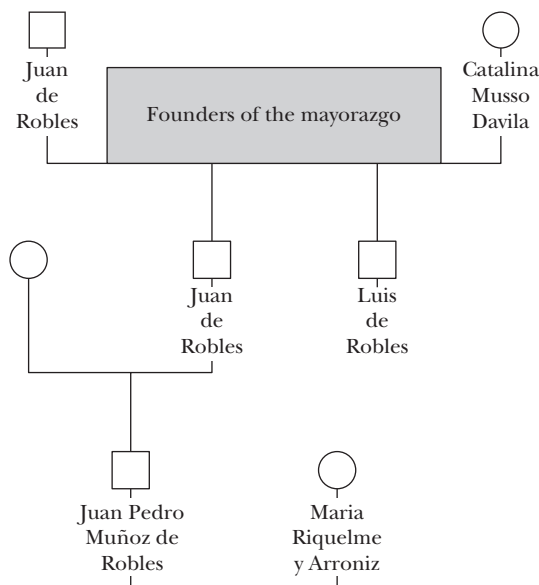 Juan
de
Robles
Founders of the mayorazgo
Catalina
Musso
Davila
Juan
de
Robles
Luis
de
Robles
Juan Pedro
Muñoz de
Robles
Maria
Riquelme
y Arroniz